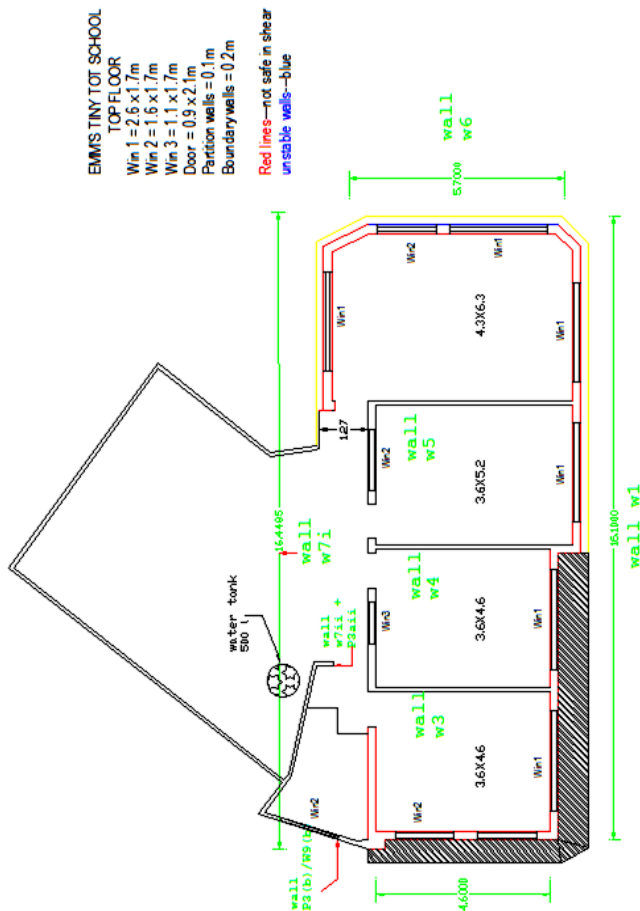 EMM'S TINY TOT SCHOOL
TOP FLOOR
Win 1 = 2.6 x 1.7m
Win 2 = 1.6 x 1.7m
Win 3 = 1.1 x 1.7m
Door = 0.9 x 2.1m
Partition walls = 0.1m
Boundary walls = 0.2m
Red lines---not safe in shear
unstable walls---blue
wall
w6
5.7000
Win2
Win1
Win1
4.3X6.3
Win1
1.27
Win2
wall
w5
3.6X5.2
Win1
16.4485
wall
w7i
water tank
500 l
wall
w7ii +
P3aii
Win3
wall
w4
3.6X4.6
Win1
wall
w3
3.6X4.6
Win2
Win1
Win2
wall
P3(b)/W9(b
4.6000
16.1000
wall w1